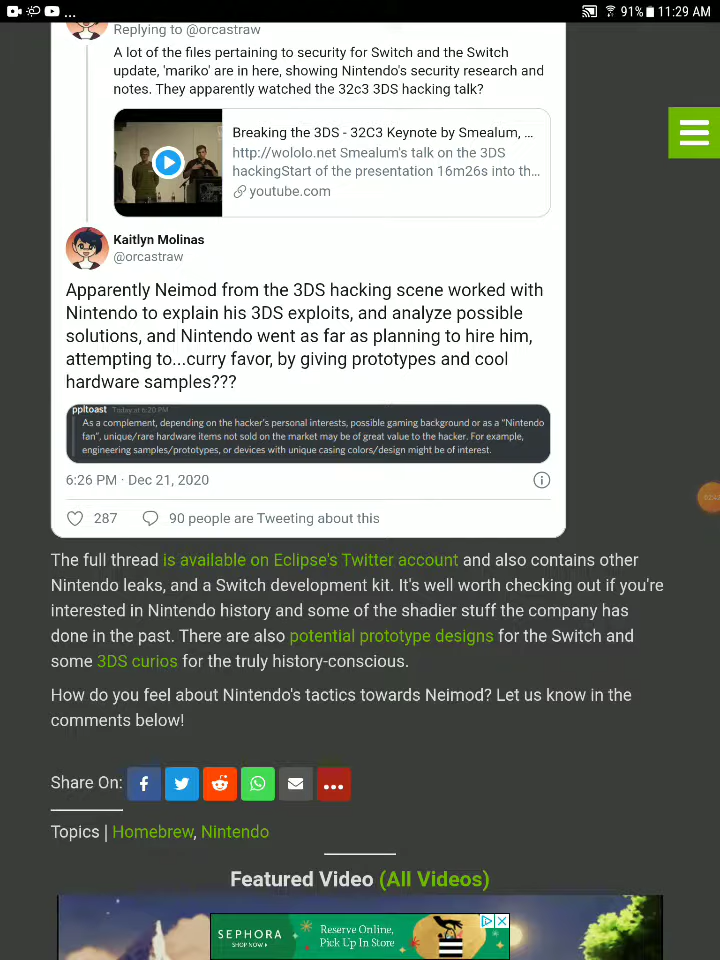 ... 91% 11:29 AM
Replying to @orcastraw
A lot of the files pertaining to security for Switch and the Switch
update, 'mariko' are in here, showing Nintendo's security research and
notes. They apparently watched the 32c3 3DS hacking talk?
Breaking the 3DS - 32C3 Keynote by Smealum, ...
http://wololo.net Smealum's talk on the 3DS
hackingStart of the presentation 16m26s into th...
youtube.com
Kaitlyn Molinas
@orcastraw
Apparently Neimod from the 3DS hacking scene worked with
Nintendo to explain his 3DS exploits, and analyze possible
solutions, and Nintendo went as far as planning to hire him,
attempting to...curry favor, by giving prototypes and cool
hardware samples???
ppltoast Today at 6:20 PM
As a complement, depending on the hacker's personal interests, possible gaming background or as a "Nintendo
fan", unique/rare hardware items not sold on the market may be of great value to the hacker. For example,
engineering samples/prototypes, or devices with unique casing colors/design might be of interest.
6:26 PM · Dec 21, 2020
287 90 people are Tweeting about this
The full thread is available on Eclipse's Twitter account and also contains other
Nintendo leaks, and a Switch development kit. It's well worth checking out if you're
interested in Nintendo history and some of the shadier stuff the company has
done in the past. There are also potential prototype designs for the Switch and
some 3DS curios for the truly history-conscious.
How do you feel about Nintendo's tactics towards Neimod? Let us know in the
comments below!
Share On:
Topics | Homebrew, Nintendo
Featured Video (All Videos)
SEPHORA
SHOP NOW
Reserve Online,
Pick Up In Store